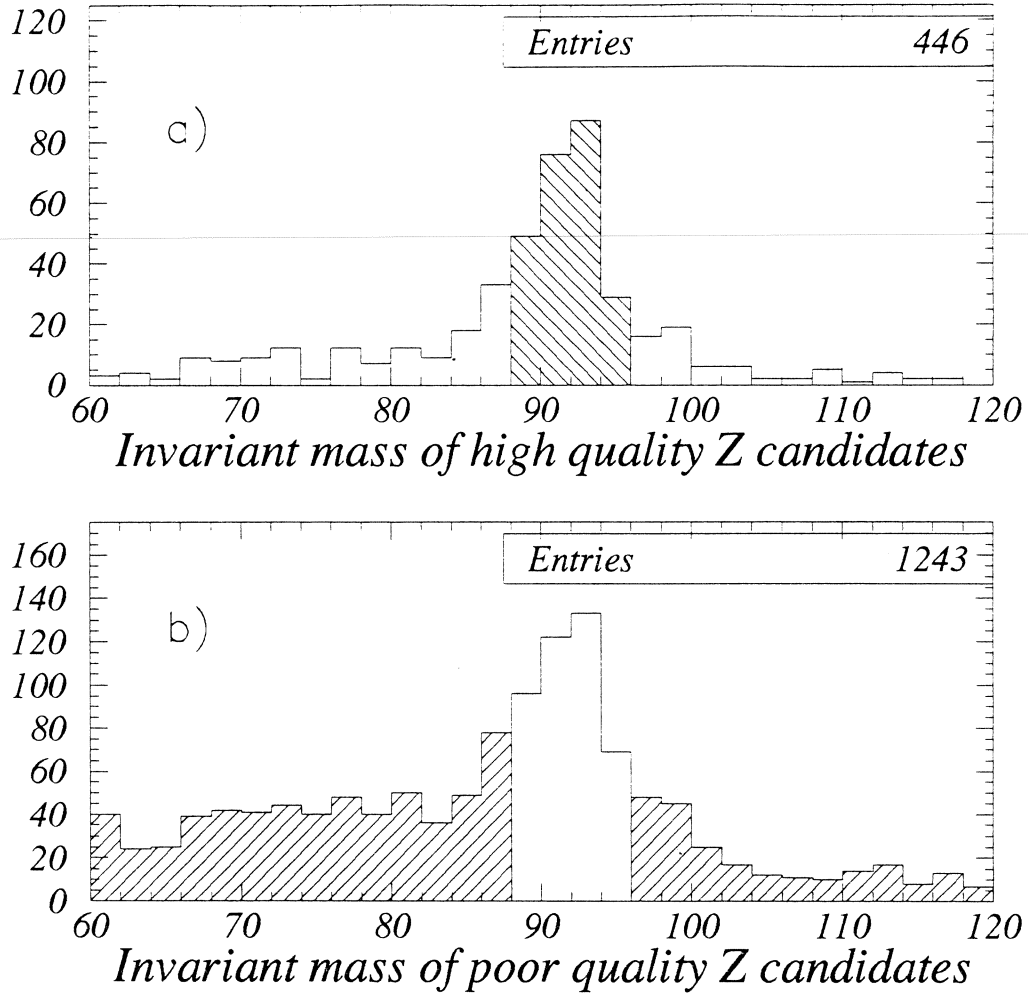 120
Entries 446
100
a)
80
60
40
20
0
60 70 80 90 100 110 120
Invariant mass of high quality Z candidates
160
Entries 1243
140
b)
120
100
80
60
40
20
0
60 70 80 90 100 110 120
Invariant mass of poor quality Z candidates